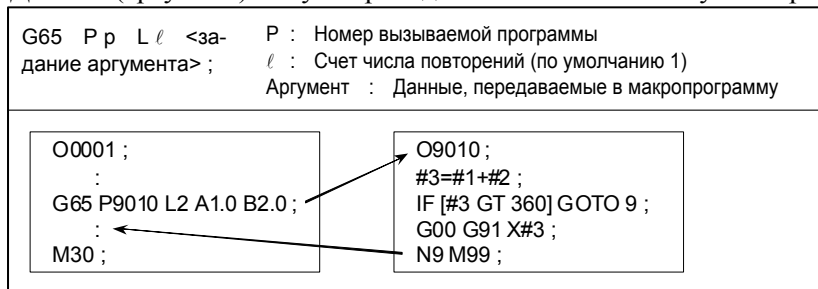 G65 P p L ℓ <за-
дание аргумента> ;
P : Номер вызываемой программы
ℓ : Счет числа повторений (по умолчанию 1)
Аргумент : Данные, передаваемые в макропрограмму
O0001 ;
:
G65 P9010 L2 A1.0 B2.0 ;
:
M30 ;
O9010 ;
#3=#1+#2 ;
IF [#3 GT 360] GOTO 9 ;
G00 G91 X#3 ;
N9 M99 ;